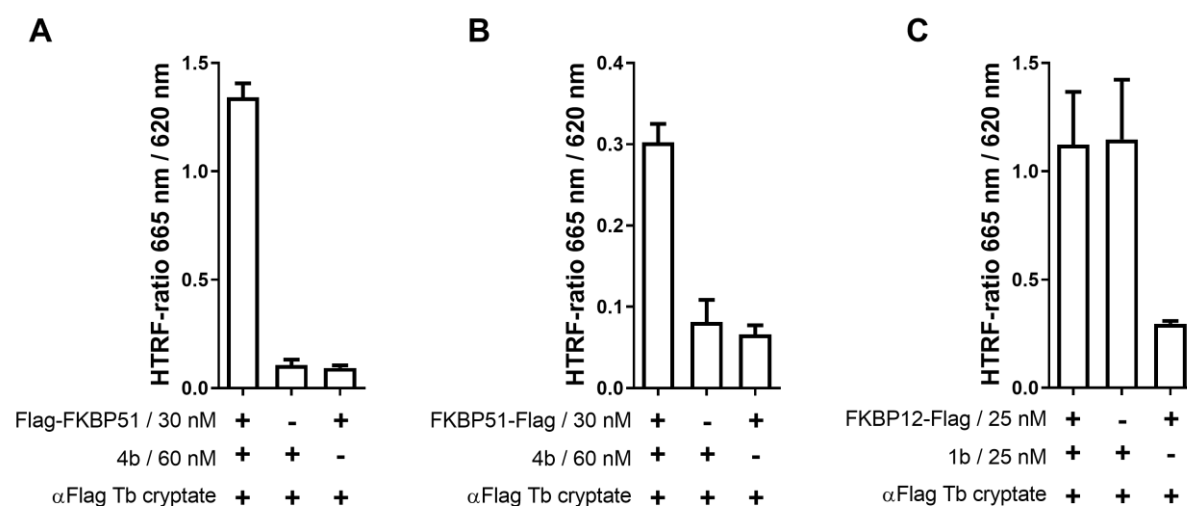 A
HTRF-ratio 665 nm / 620 nm
1.5
1.0
0.5
0.0
Flag-FKBP51 / 30 nM + - +
4b / 60 nM + + -
αFlag Tb cryptate + + +
B
HTRF-ratio 665 nm / 620 nm
0.4
0.3
0.2
0.1
0.0
FKBP51-Flag / 30 nM + - +
4b / 60 nM + + -
αFlag Tb cryptate + + +
C
HTRF-ratio 665 nm / 620 nm
1.5
1.0
0.5
0.0
FKBP12-Flag / 25 nM + - +
1b / 25 nM + + -
αFlag Tb cryptate + + +